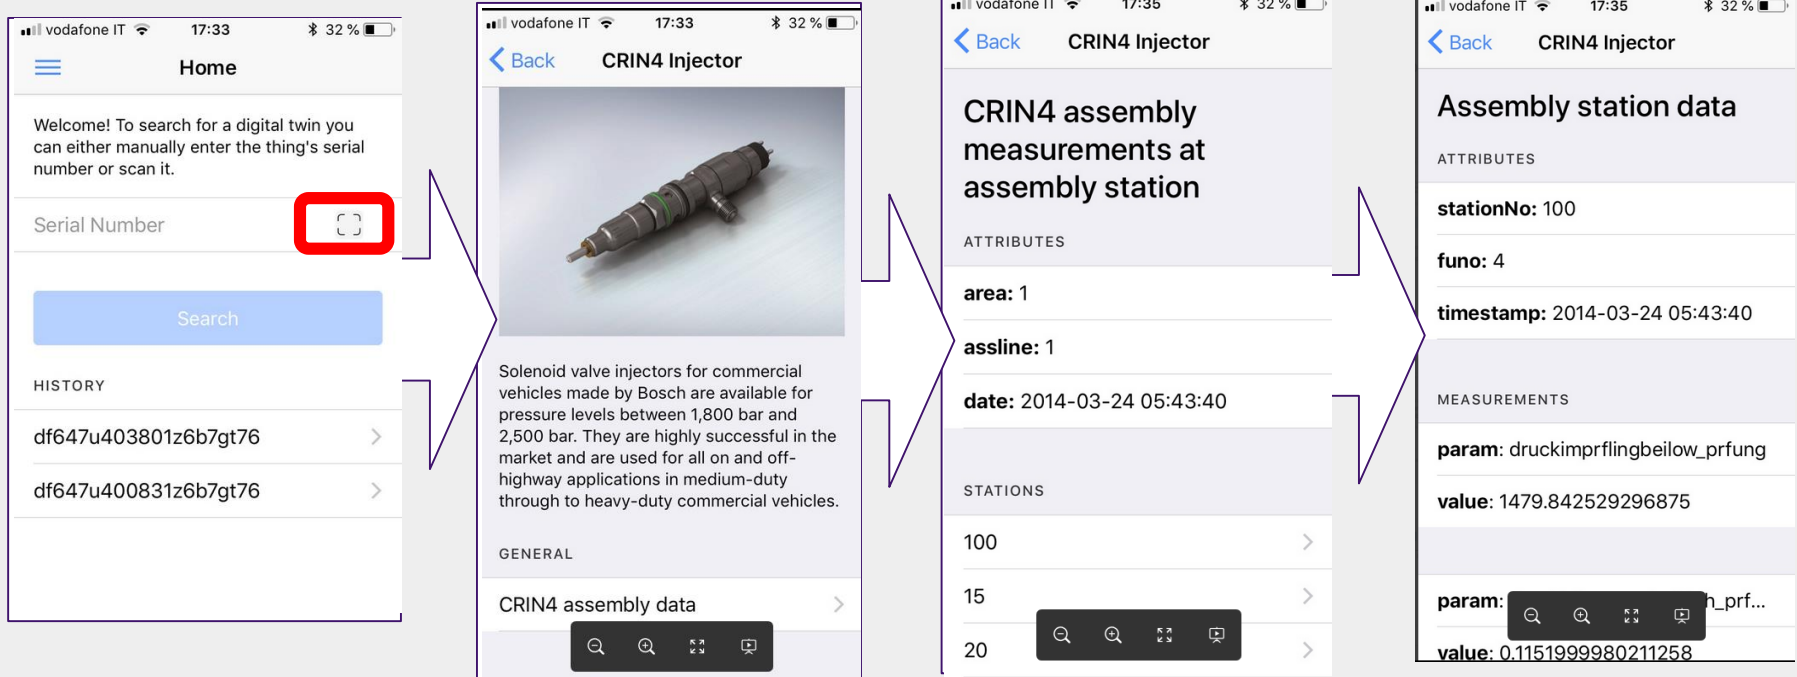 vodafone IT 17:33 32 %
Home
Welcome! To search for a digital twin you
can either manually enter the thing's serial
number or scan it.
Serial Number
Search
HISTORY
df647u403801z6b7gt76
df647u400831z6b7gt76
vodafone IT 17:33 32 %
Back CRIN4 Injector
Solenoid valve injectors for commercial
vehicles made by Bosch are available for
pressure levels between 1,800 bar and
2,500 bar. They are highly successful in the
market and are used for all on and off-
highway applications in medium-duty
through to heavy-duty commercial vehicles.
GENERAL
CRIN4 assembly data
vodafone IT 17:35 32 %
Back CRIN4 Injector
CRIN4 assembly
measurements at
assembly station
ATTRIBUTES
area: 1
assline: 1
date: 2014-03-24 05:43:40
STATIONS
100
15
20
vodafone IT 17:35 32 %
Back CRIN4 Injector
Assembly station data
ATTRIBUTES
stationNo: 100
funo: 4
timestamp: 2014-03-24 05:43:40
MEASUREMENTS
param: druckimprflingbeilow_prfung
value: 1479.842529296875
param: h_prf...
value: 0.1151999980211258